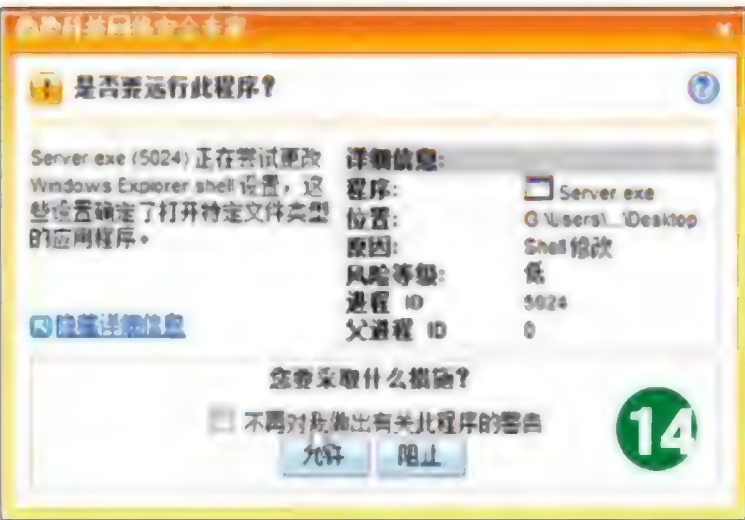 是否要运行此程序?
Server.exe (5024) 正在尝试更改
Windows Explorer shell 设置，这
些设置确定了打开特定文件类型
的应用程序。
详细信息:
程序: Server.exe
位置: G:\Users\...\Desktop
原因: Shell 修改
风险等级: 低
进程 ID 5024
父进程 ID 0
隐藏详细信息
您要采取什么措施?
不再对我做出有关此程序的警告
允许 阻止
14